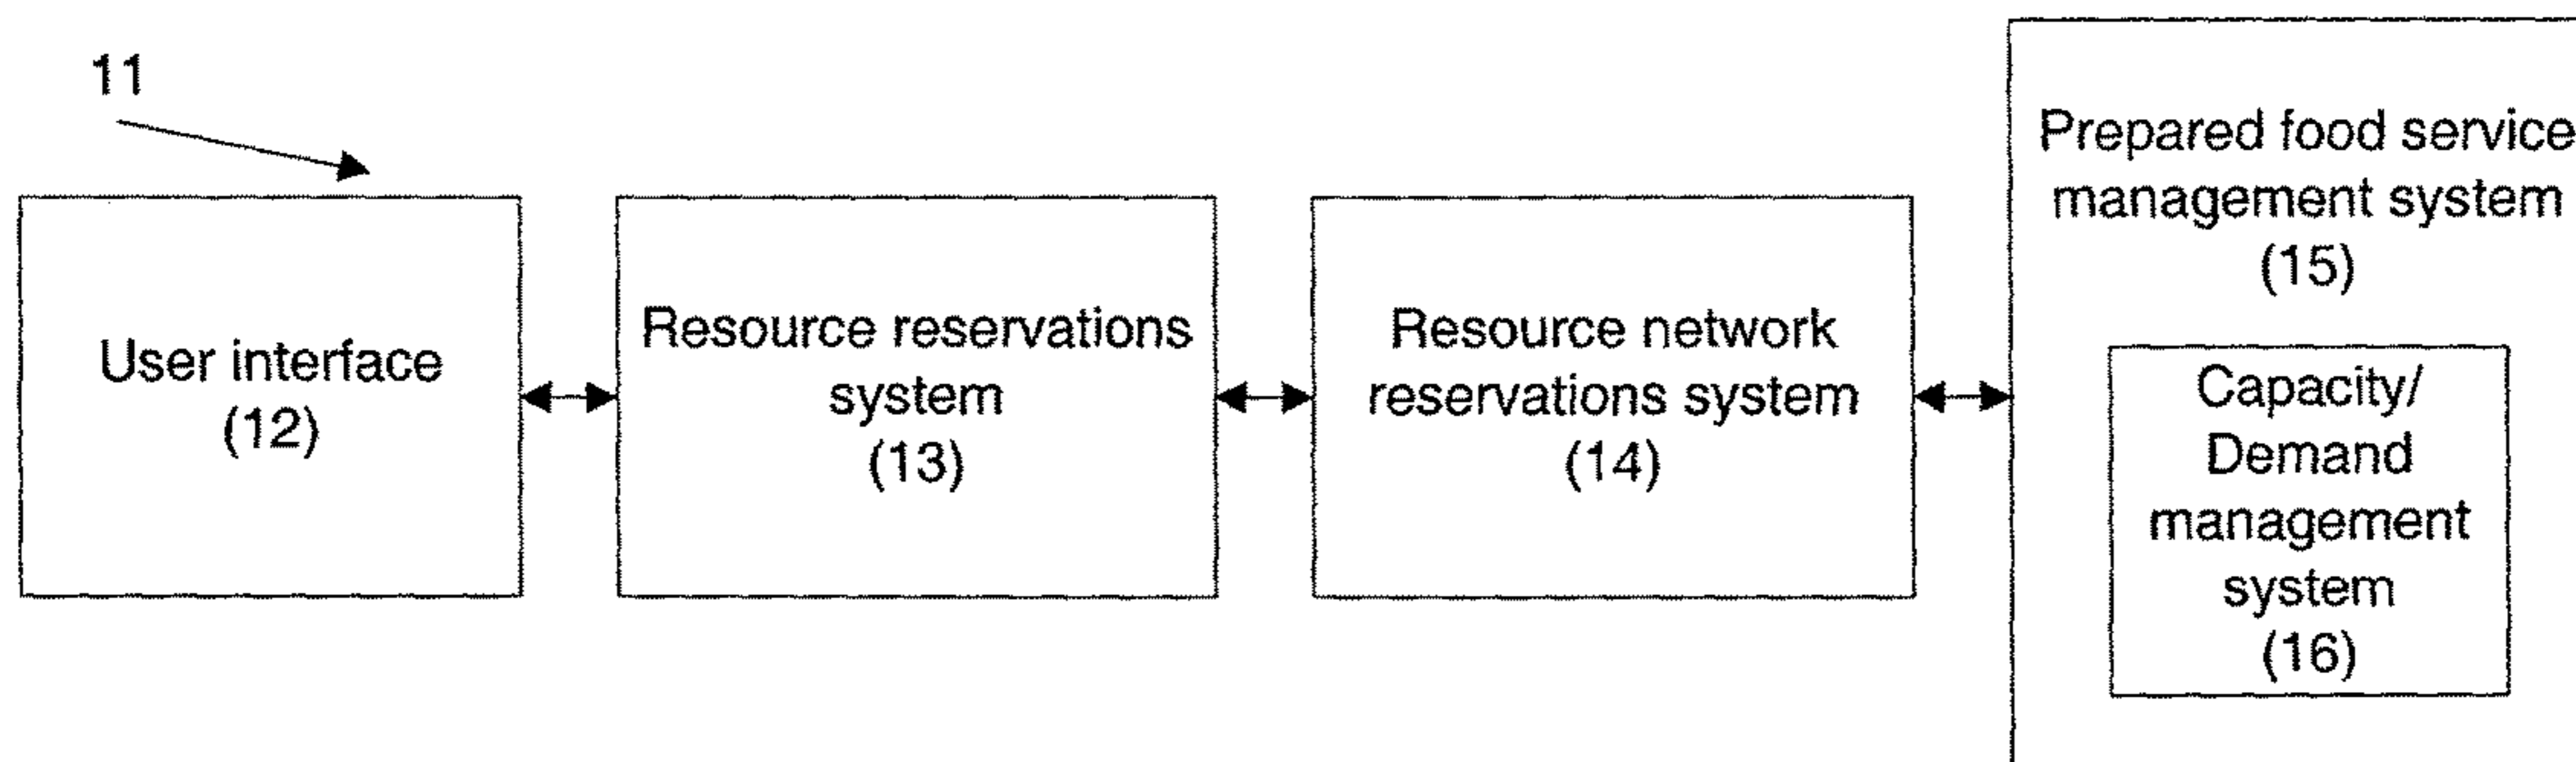 11
User interface
(12)
Resource reservations
system
(13)
Resource network
reservations system
(14)
Prepared food service
management system
(15)
Capacity/
Demand
management
system
(16)